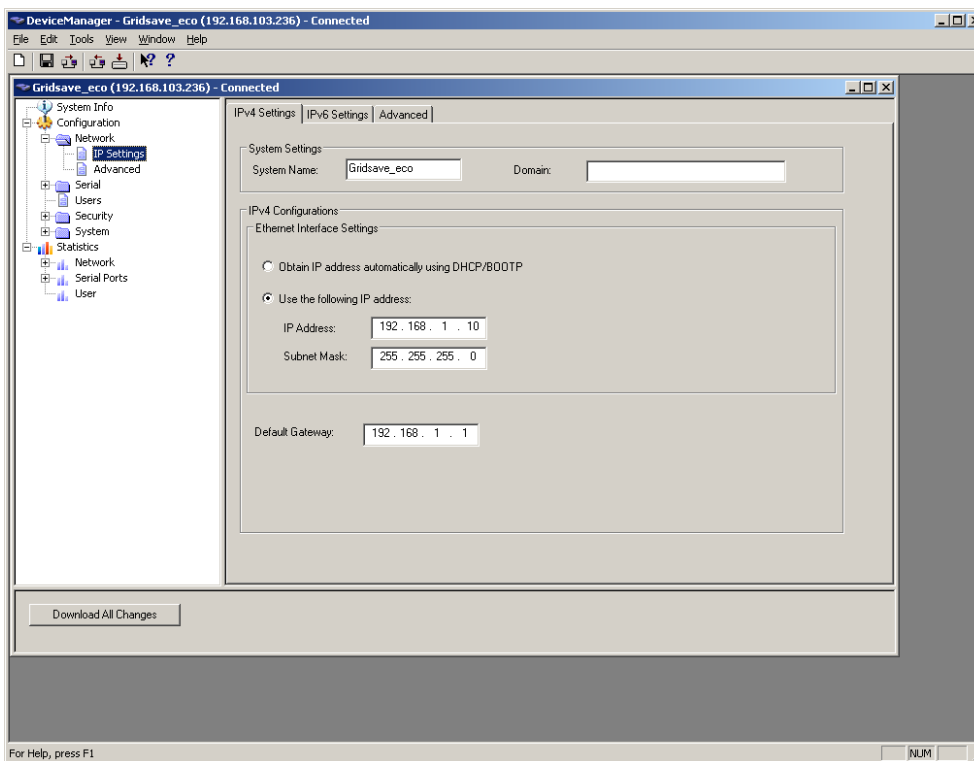 DeviceManager - Gridsave_eco (192.168.103.236) - Connected
File Edit Tools View Window Help
Gridsave_eco (192.168.103.236) - Connected
System Info
Configuration
Network
IP Settings
Advanced
Serial
Users
Security
System
Statistics
Network
Serial Ports
User
IPv4 Settings IPv6 Settings Advanced
System Settings
System Name: Gridsave_eco Domain:
IPv4 Configurations
Ethernet Interface Settings
Obtain IP address automatically using DHCP/BOOTP
Use the following IP address:
IP Address: 192 . 168 . 1 . 10
Subnet Mask: 255 . 255 . 255 . 0
Default Gateway: 192 . 168 . 1 . 1
Download All Changes
For Help, press F1 NUM